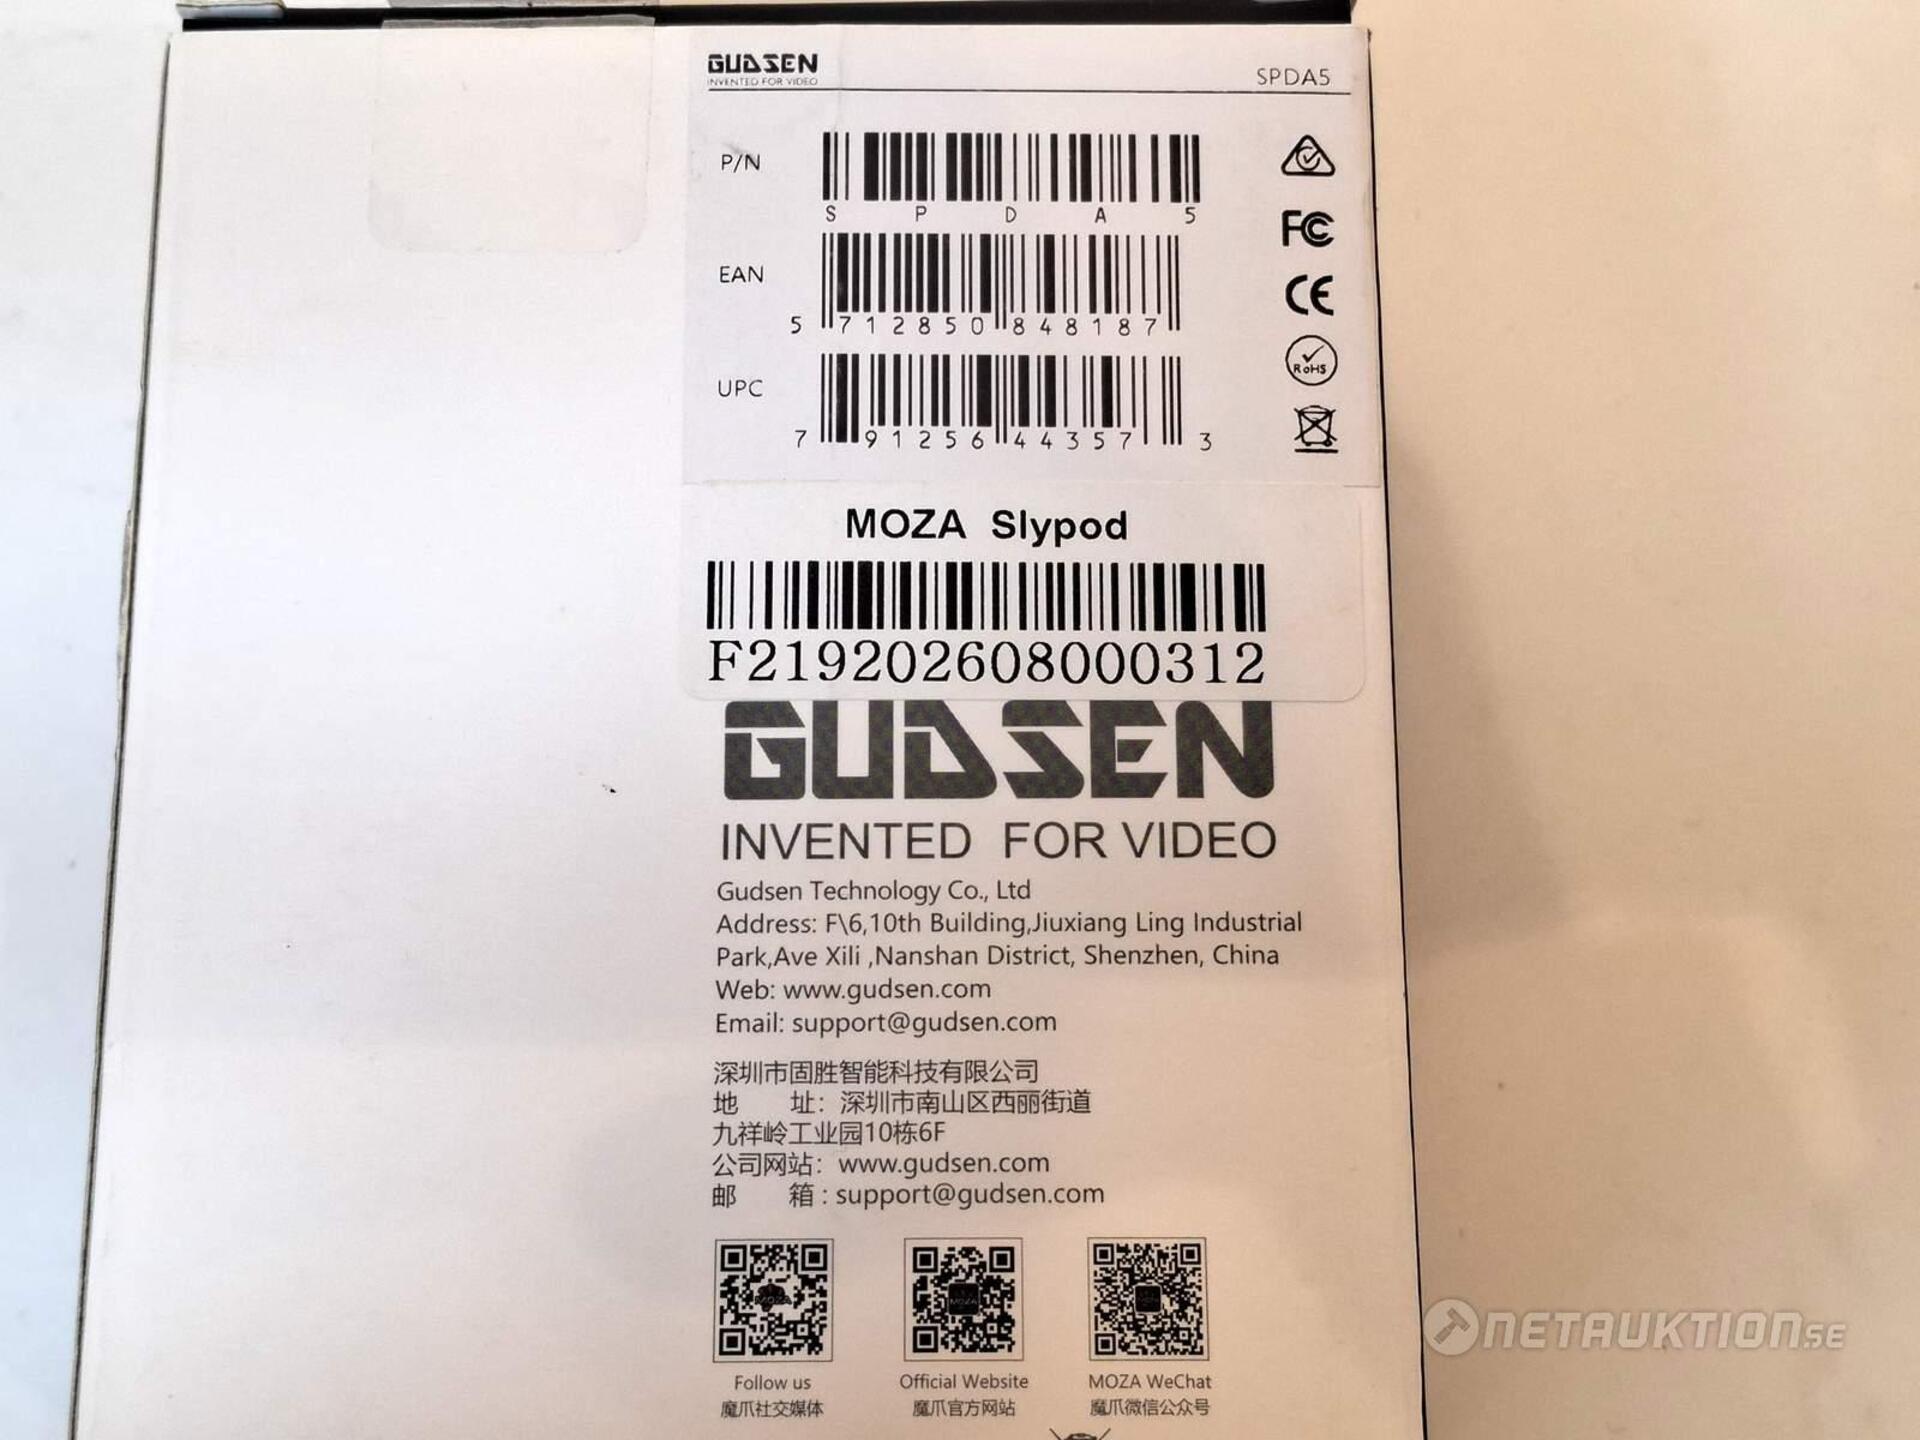 GUDSEN
INVENTED FOR VIDEO
SPDA5
P/N
S P D A 5
EAN
5 712850 848187
UPC
7 91256 44357 3
FC
CE
RoHS
MOZA Slypod
F219202608000312
GUDSEN
INVENTED FOR VIDEO
Gudsen Technology Co., Ltd
Address: F\6,10th Building,Jiuxiang Ling Industrial
Park,Ave Xili ,Nanshan District, Shenzhen, China
Web: www.gudsen.com
Email: support@gudsen.com
深圳市固胜智能科技有限公司
地 址：深圳市南山区西丽街道
九祥岭工业园10栋6F
公司网站：www.gudsen.com
邮 箱：support@gudsen.com
MOZA MOZA
Follow us Official Website MOZA WeChat
魔爪社交媒体 魔爪官方网站 魔爪微信公众号
NETAUKTION.SE